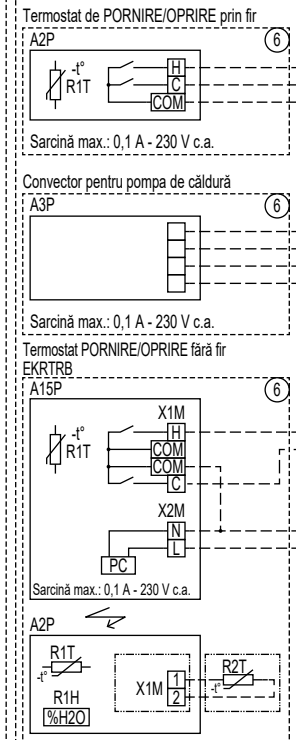 Termostat de PORNIRE/OPRIRE prin fir
A2P
6
-t°
R1T
H
C
COM
Sarcină max.: 0,1 A - 230 V c.a.
Convector pentru pompa de căldură
A3P
6
Sarcină max.: 0,1 A - 230 V c.a.
Termostat PORNIRE/OPRIRE fără fir
EKRTRB
A15P
6
X1M
-t°
R1T
H
COM
COM
C
X2M
N
L
PC
Sarcină max.: 0,1 A - 230 V c.a.
A2P
R1T
-t°
R1H
%H2O
X1M
1
2
R2T
-t°